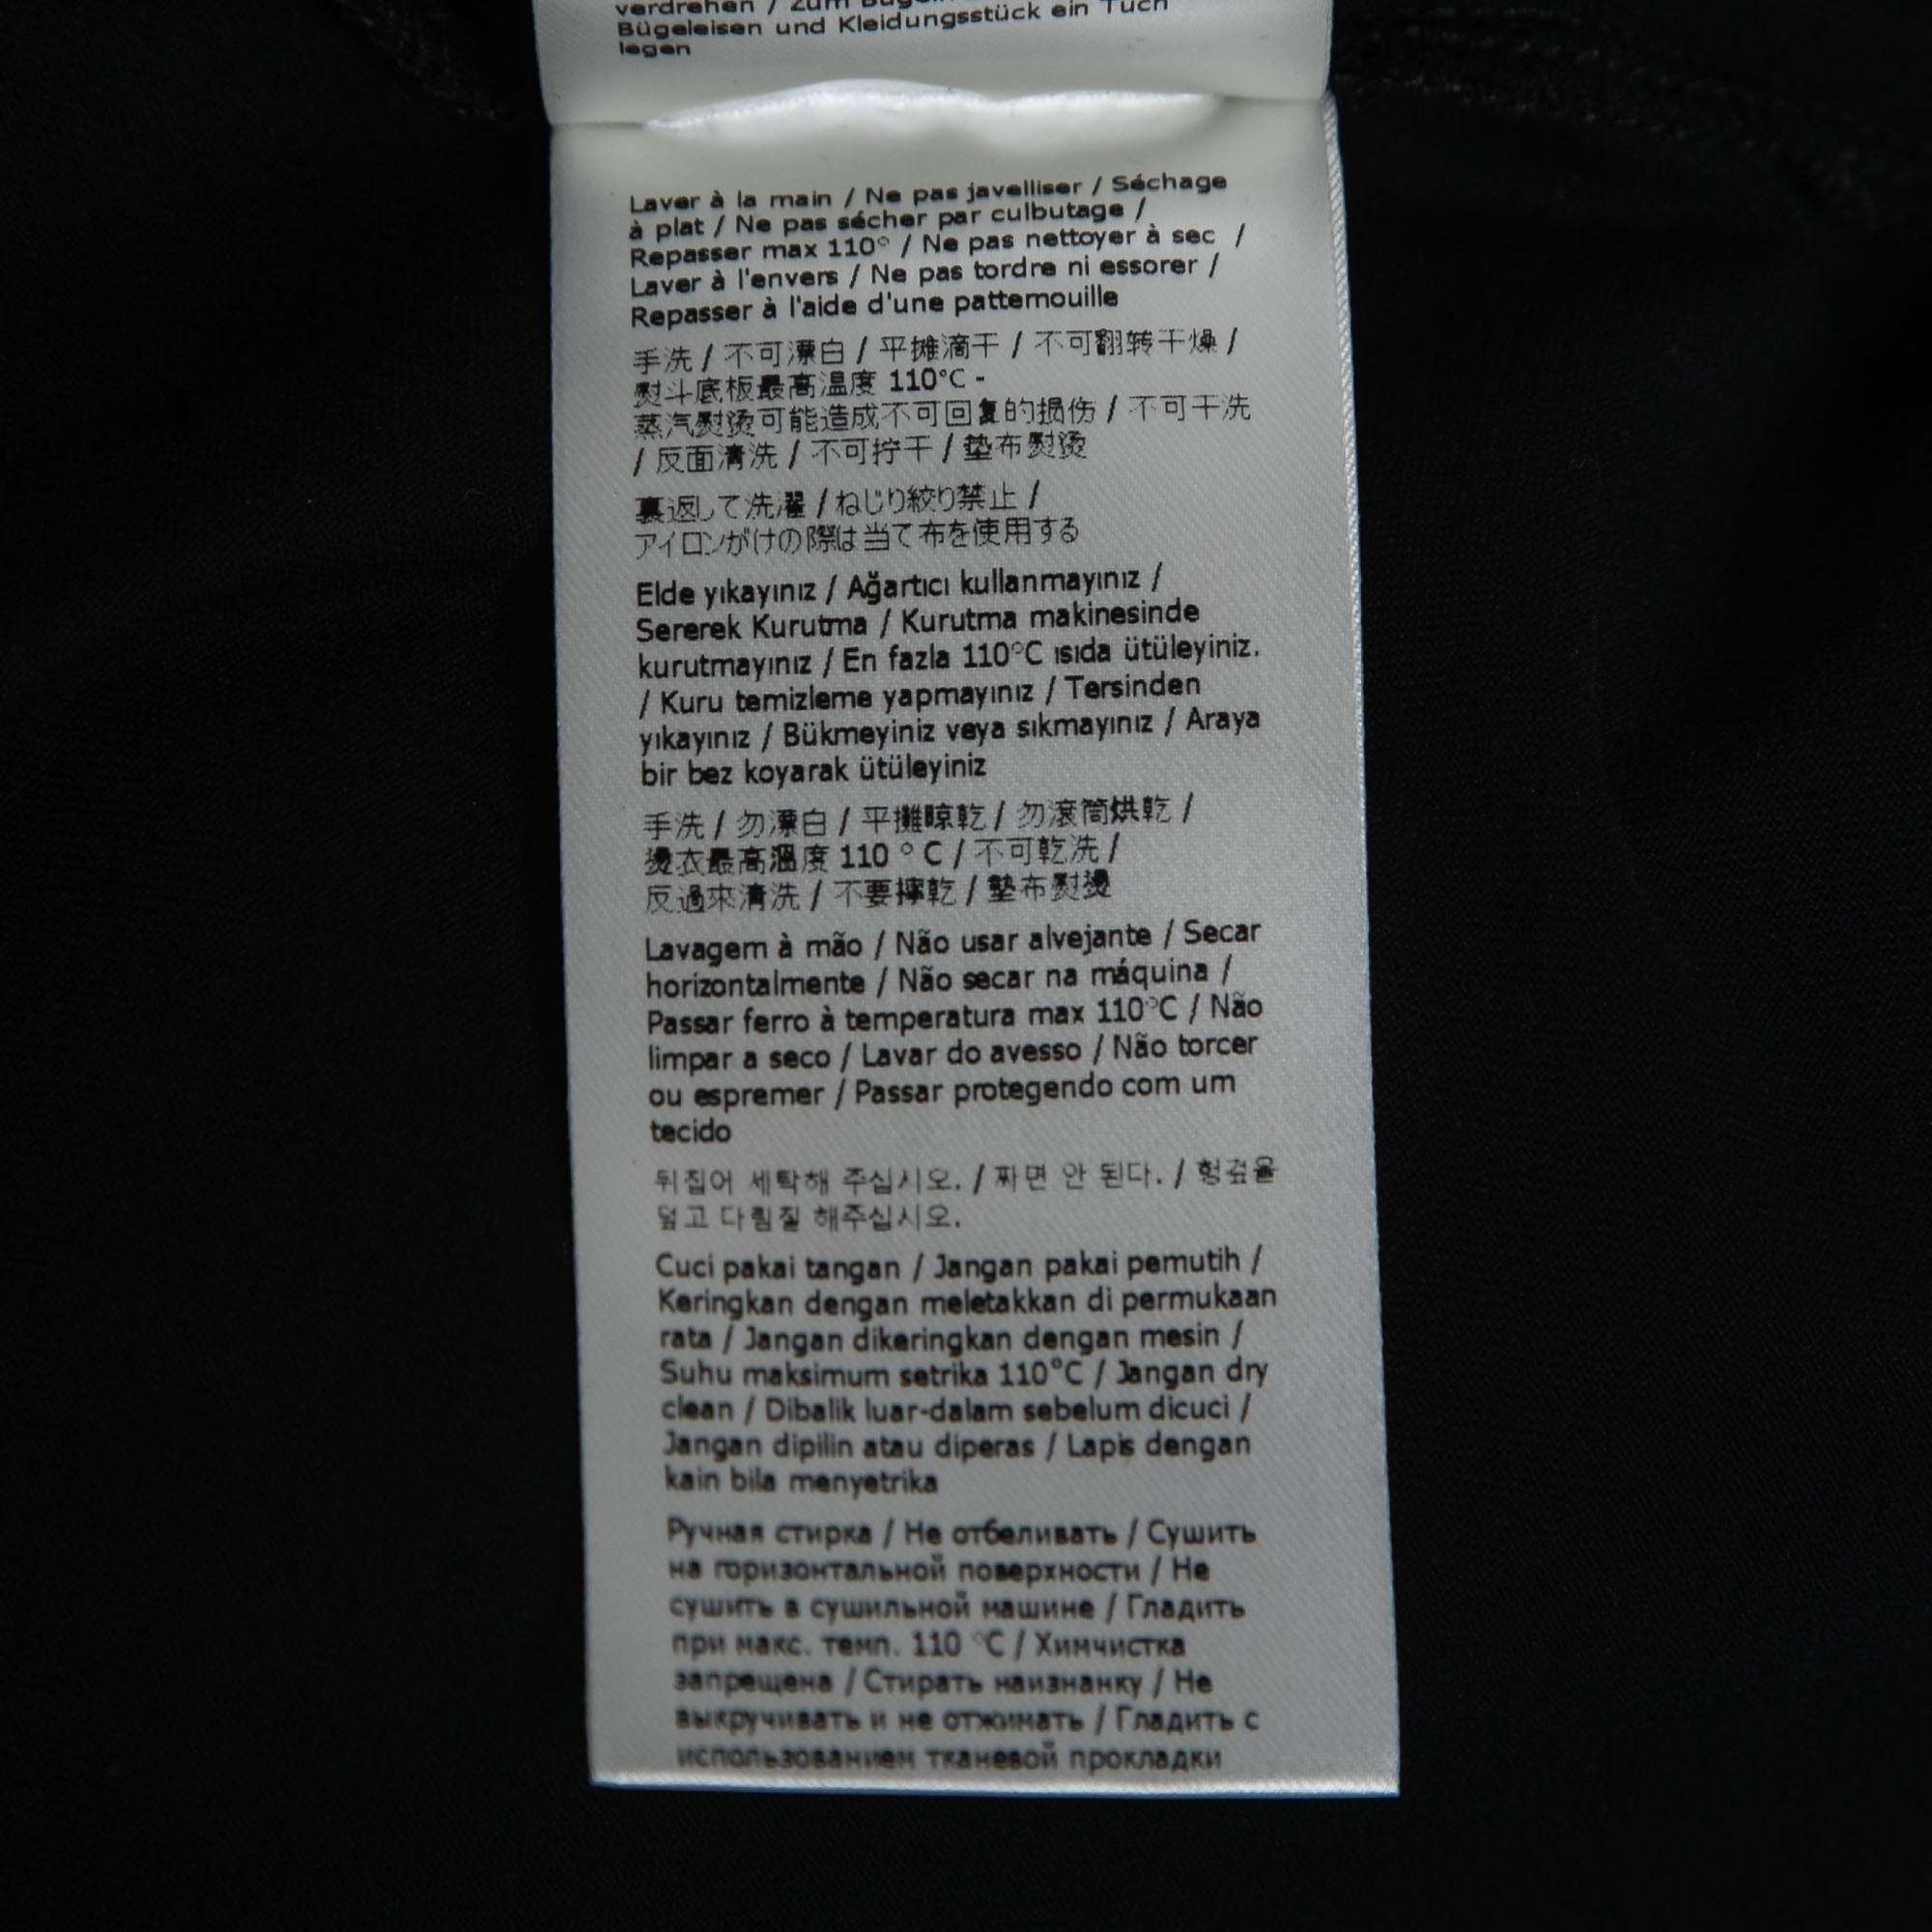 verdrehen / Zum
Bügeleisen und Kleidungsstück ein Tuch
legen
Laver à la main / Ne pas javelliser / Séchage
à plat / Ne pas sécher par culbutage /
Repasser max 110° / Ne pas nettoyer à sec /
Laver à l'envers / Ne pas tordre ni essorer /
Repasser à l'aide d'une pattemouille
手洗 / 不可漂白 / 平摊滴干 / 不可翻转干燥 /
熨斗底板最高温度 110°C -
蒸汽熨烫可能造成不可回复的损伤 / 不可干洗
/ 反面清洗 / 不可拧干 / 垫布熨烫
裏返して洗濯 / ねじり絞り禁止 /
アイロンがけの際は当て布を使用する
Elde yıkayınız / Ağartıcı kullanmayınız /
Sererek Kurutma / Kurutma makinesinde
kurutmayınız / En fazla 110°C ısıda ütüleyiniz.
/ Kuru temizleme yapmayınız / Tersinden
yıkayınız / Bükmeyiniz veya sıkmayınız / Araya
bir bez koyarak ütüleyiniz
手洗 / 勿漂白 / 平攤晾乾 / 勿滾筒烘乾 /
燙衣最高溫度 110 ° C / 不可乾洗 /
反過來清洗 / 不要擰乾 / 墊布熨燙
Lavagem à mão / Não usar alvejante / Secar
horizontalmente / Não secar na máquina /
Passar ferro à temperatura max 110°C / Não
limpar a seco / Lavar do avesso / Não torcer
ou espremer / Passar protegendo com um
tecido
뒤집어 세탁해 주십시오. / 짜면 안 된다. / 헝겊을
덮고 다림질 해주십시오.
Cuci pakai tangan / Jangan pakai pemutih /
Keringkan dengan meletakkan di permukaan
rata / Jangan dikeringkan dengan mesin /
Suhu maksimum setrika 110°C / Jangan dry
clean / Dibalik luar-dalam sebelum dicuci /
Jangan dipilin atau diperas / Lapis dengan
kain bila menyetrika
Ручная стирка / Не отбеливать / Сушить
на горизонтальной поверхности / Не
сушить в сушильной машине / Гладить
при макс. темп. 110 °C / Химчистка
запрещена / Стирать наизнанку / Не
выкручивать и не отжимать / Гладить с
использованием тканевой прокладки